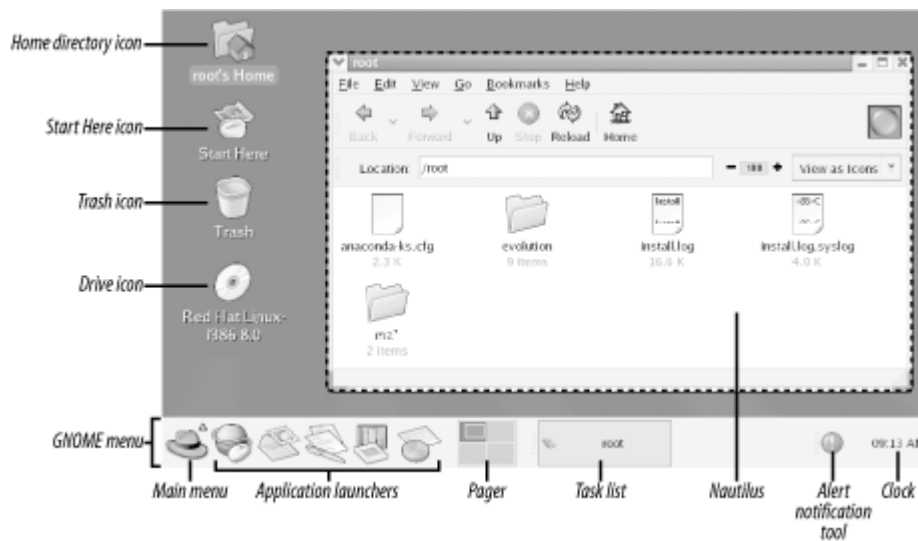 Home directory icon
root's Home
root
File Edit View Go Bookmarks Help
Back Forward Up Stop Reload Home
Start Here icon
Start Here
Location: /root 100 View as Icons
Trash icon
Trash
anaconda-ks.cfg evolution install.log install.log.syslog
2.3 K 9 items 16.6 K 4.0 K
Drive icon
Red Hat Linux-
i386 8.0
2 items
GNOME menu
root
09:13 AM
Main menu Application launchers Pager Task list Nautilus Alert Clock
notification
tool